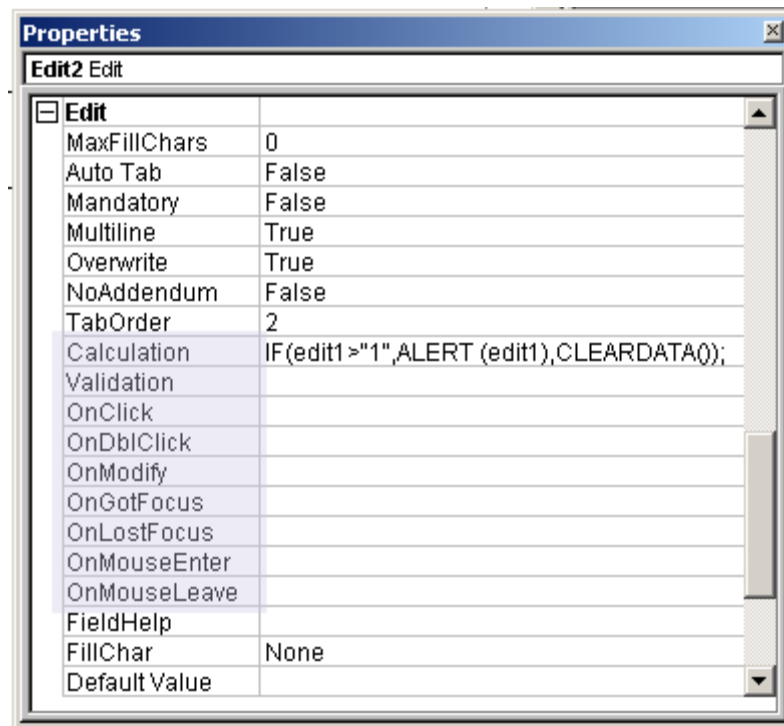 Properties
Edit2 Edit
Edit
MaxFillChars 0
Auto Tab False
Mandatory False
Multiline True
Overwrite True
NoAddendum False
TabOrder 2
Calculation IF(edit1>"1",ALERT (edit1),CLEARDATA());
Validation
OnClick
OnDblClick
OnModify
OnGotFocus
OnLostFocus
OnMouseEnter
OnMouseLeave
FieldHelp
FillChar None
Default Value